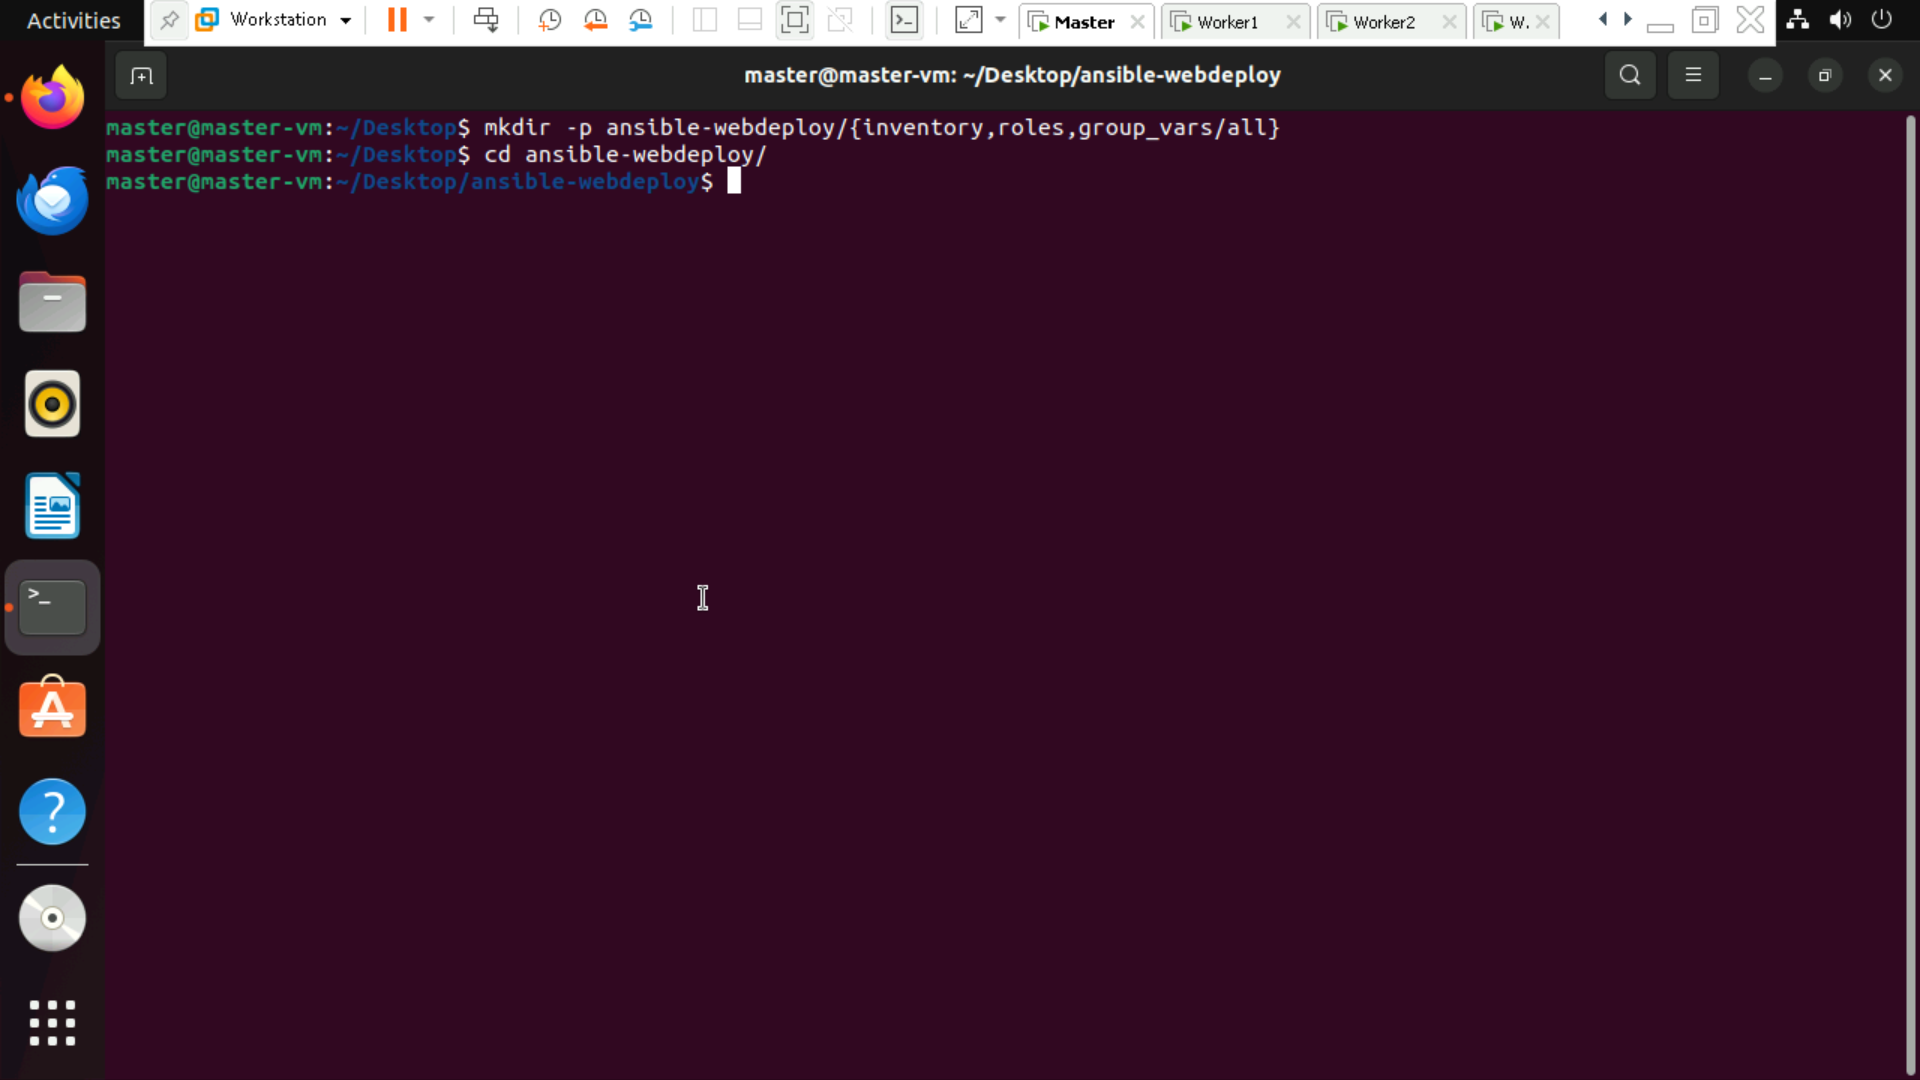 Activities Workstation Master Worker1 Worker2 W.
master@master-vm: ~/Desktop/ansible-webdeploy
master@master-vm:~/Desktop$ mkdir -p ansible-webdeploy/{inventory,roles,group_vars/all}
master@master-vm:~/Desktop$ cd ansible-webdeploy/
master@master-vm:~/Desktop/ansible-webdeploy$